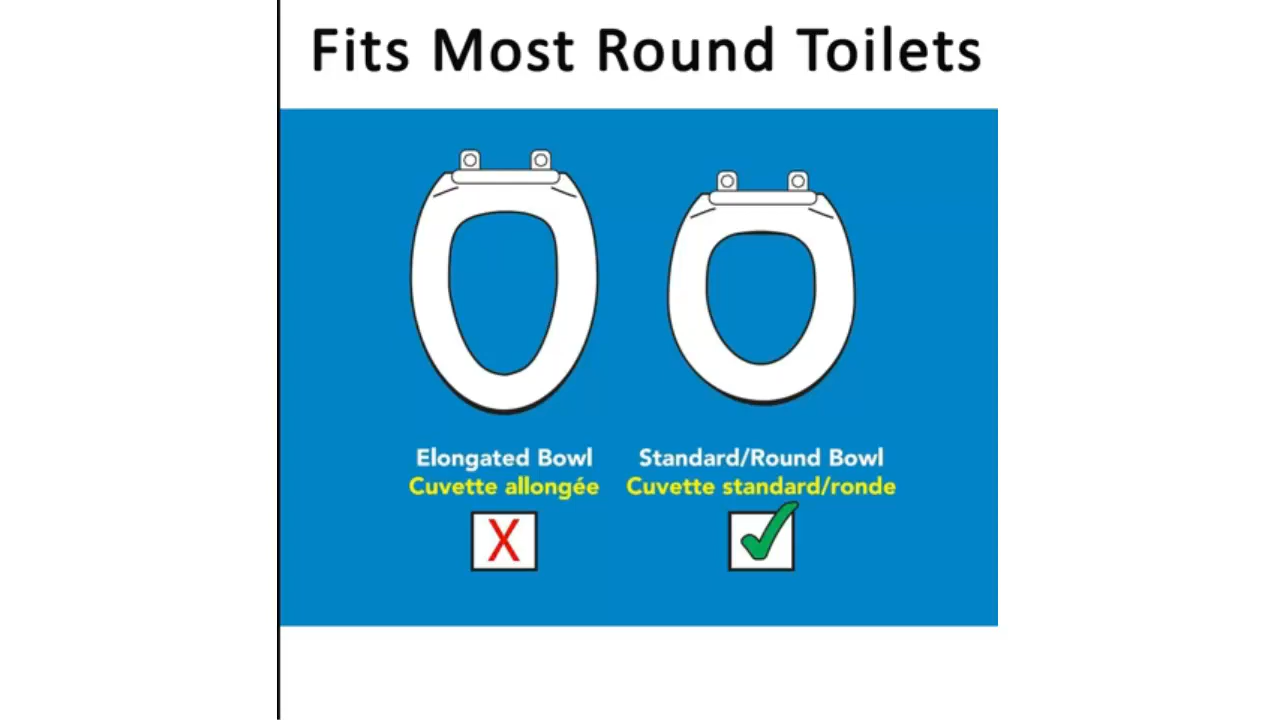 Fits Most Round Toilets
Elongated Bowl
Cuvette allongée
X
Standard/Round Bowl
Cuvette standard/ronde